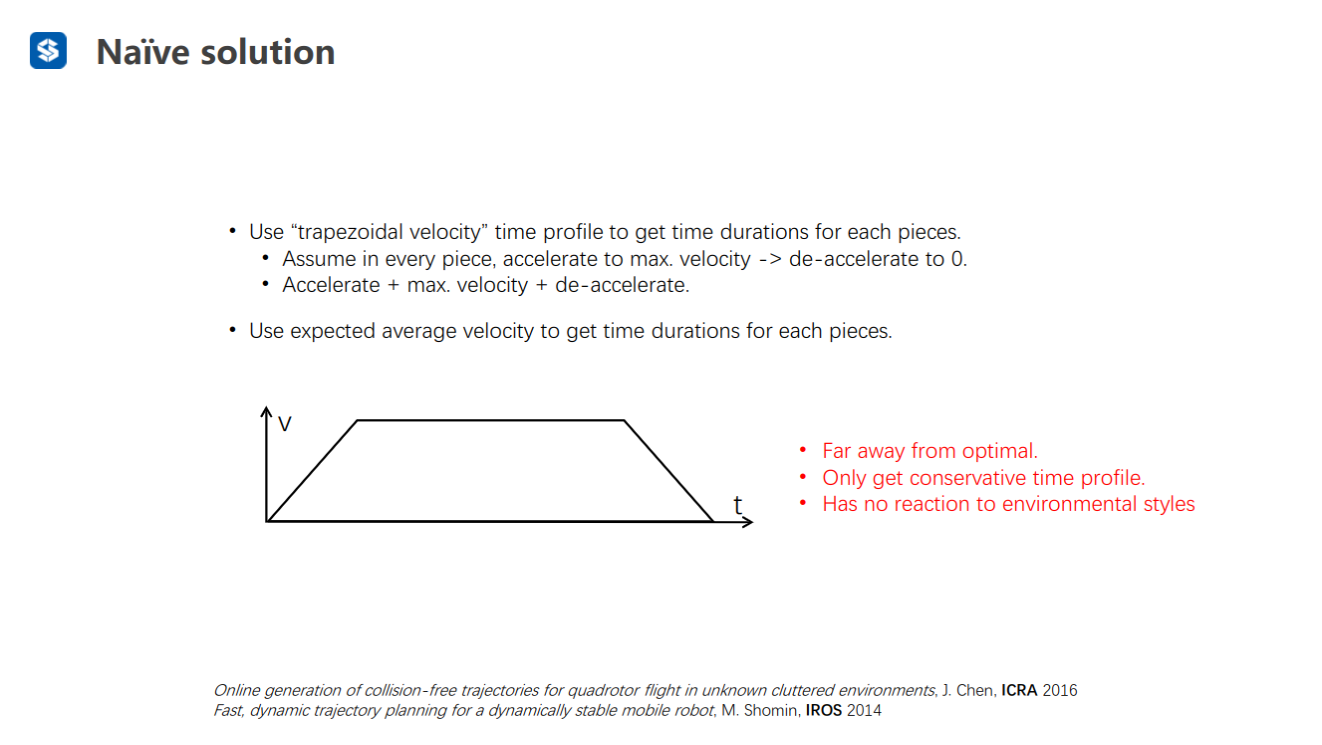 Naïve solution
• Use “trapezoidal velocity” time profile to get time durations for each pieces.
• Assume in every piece, accelerate to max. velocity -> de-accelerate to 0.
• Accelerate + max. velocity + de-accelerate.
• Use expected average velocity to get time durations for each pieces.
V
t
• Far away from optimal.
• Only get conservative time profile.
• Has no reaction to environmental styles
Online generation of collision-free trajectories for quadrotor flight in unknown cluttered environments, J. Chen, ICRA 2016
Fast, dynamic trajectory planning for a dynamically stable mobile robot, M. Shomin, IROS 2014